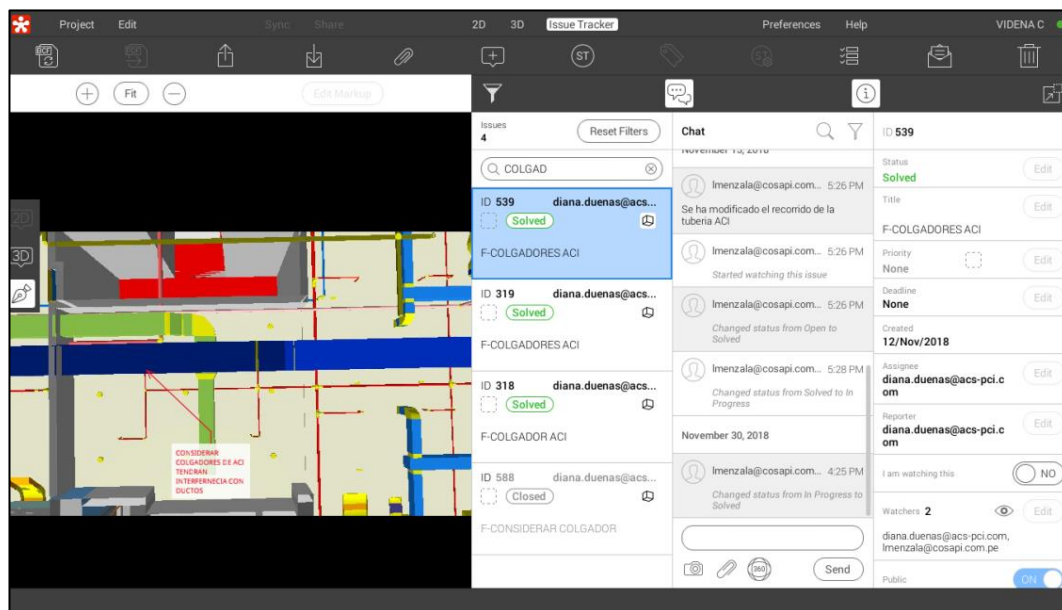 Project Edit Sync Share 2D 3D Issue Tracker Preferences Help VIDENA C
BCF
ST
Fit Edit Markup
2D
3D
CONSIDERAR
COLGADORES DE ACI
TENDRAN
INTERFERNECIA CON
DUCTOS
Issues
4
Reset Filters
COLGAD
ID 539 diana.duenas@acs...
Solved
F-COLGADORES ACI
ID 319 diana.duenas@acs...
Solved
F-COLGADORES ACI
ID 318 diana.duenas@acs...
Solved
F-COLGADOR ACI
ID 588 diana.duenas@acs...
Closed
F-CONSIDERAR COLGADOR
Chat
November 15, 2018
lmenzala@cosapi.com... 5:26 PM
Se ha modificado el recorrido de la
tuberia ACI
lmenzala@cosapi.com... 5:26 PM
Started watching this issue
lmenzala@cosapi.com... 5:26 PM
Changed status from Open to
Solved
lmenzala@cosapi.com... 5:28 PM
Changed status from Solved to In
Progress
November 30, 2018
lmenzala@cosapi.com... 4:25 PM
Changed status from In Progress to
Solved
360
Send
ID 539
Status
Solved
Edit
Title
F-COLGADORES ACI
Edit
Priority
None
Edit
Deadline
None
Edit
Created
12/Nov/2018
Assignee
diana.duenas@acs-pci.c
om
Edit
Reporter
diana.duenas@acs-pci.c
om
Edit
I am watching this NO
Watchers 2 Edit
diana.duenas@acs-pci.com,
lmenzala@cosapi.com.pe
Public ON